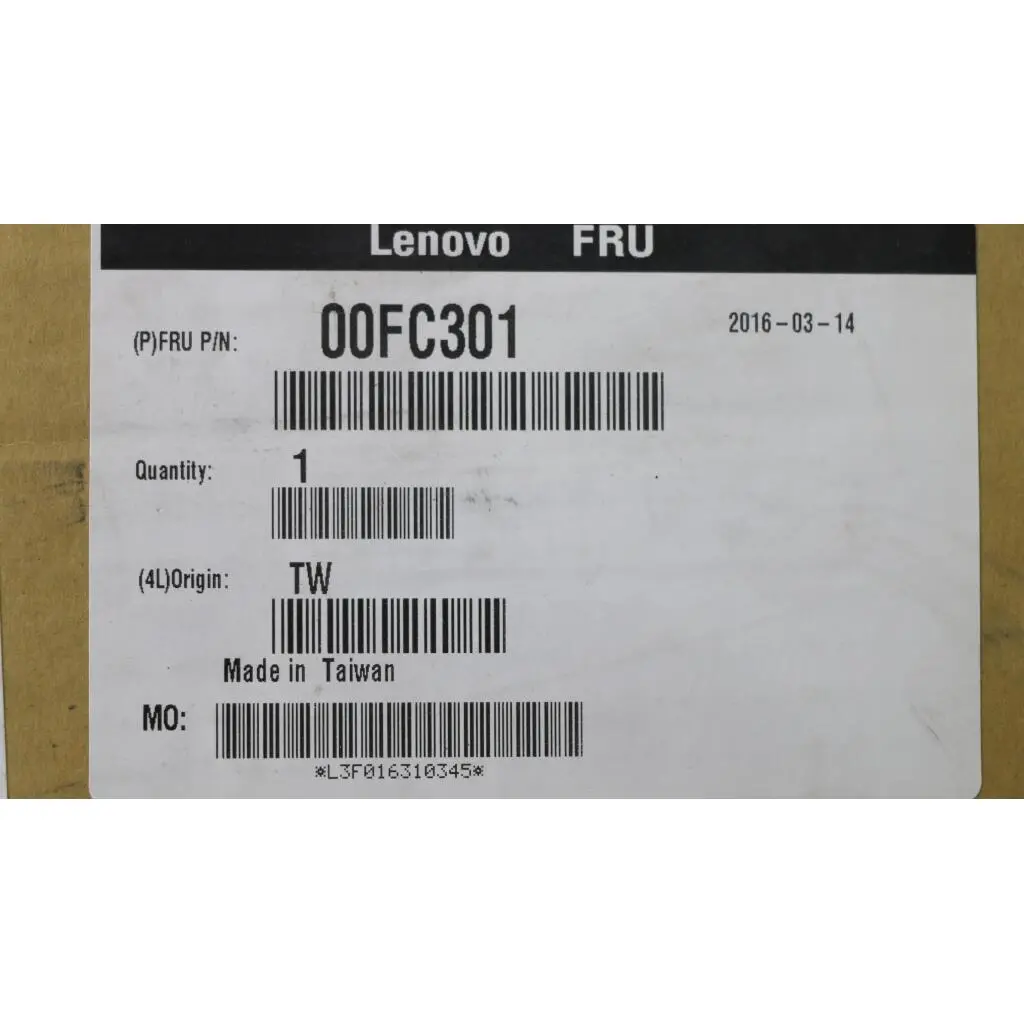 Lenovo FRU
(P)FRU P/N: 00FC301 2016-03-14
Quantity: 1
(4L)Origin: TW
Made in Taiwan
MO:
*L3F016310345*